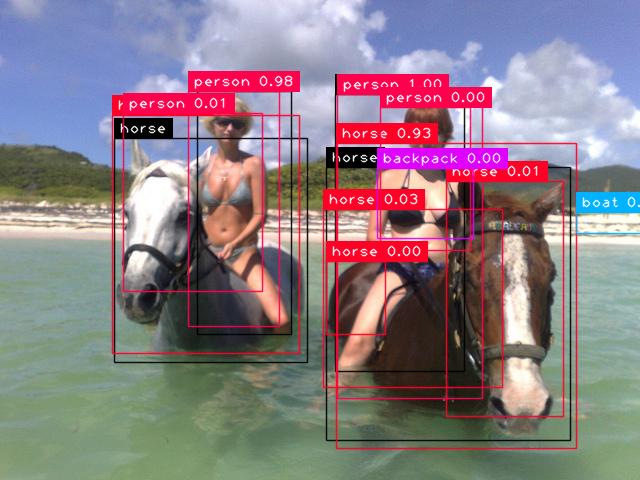 person 0.98
person 1.00
person 0.01
person 0.00
horse
horse 0.93
horse
backpack 0.00
horse 0.01
horse 0.03
boat 0.
horse 0.00